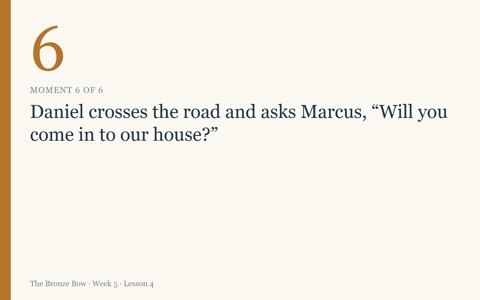 6
MOMENT 6 OF 6
Daniel crosses the road and asks Marcus, “Will you
come in to our house?”
The Bronze Bow · Week 5 · Lesson 4